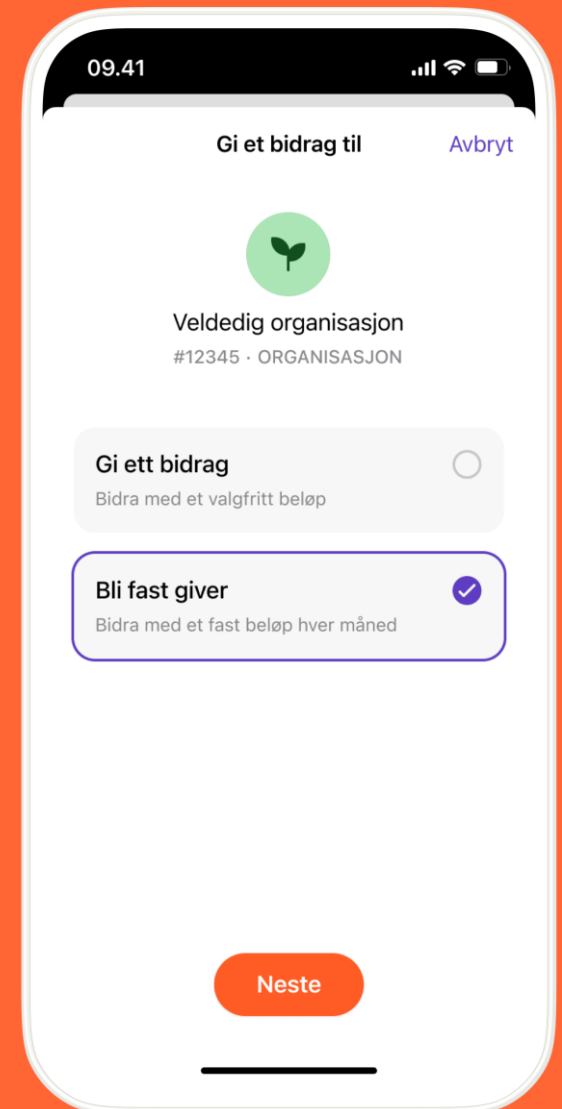 09.41
Gi et bidrag til
Avbryt
Veldedig organisasjon
#12345 · ORGANISASJON
Gi ett bidrag
Bidra med et valgfritt beløp
Bli fast giver
Bidra med et fast beløp hver måned
Neste